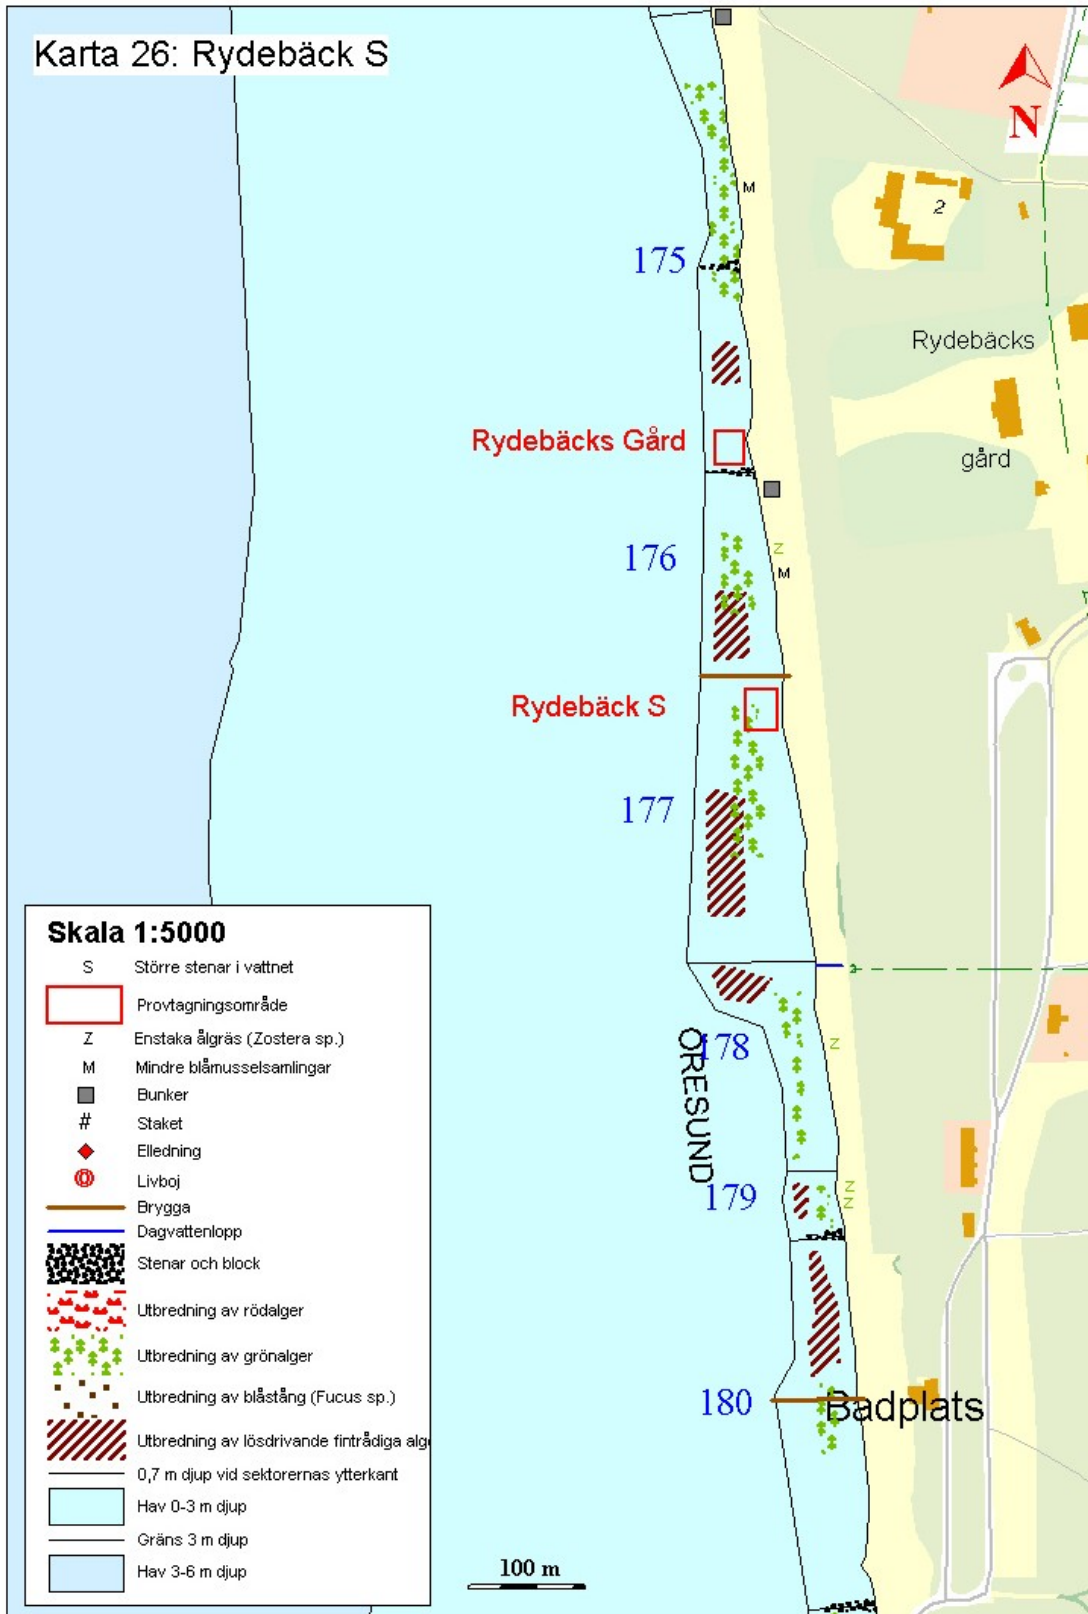 Karta 26: Rydebäck S
N
M
2
175
Rydebäcks
Rydebäcks Gård
gård
176
Z
M
Rydebäck S
177
178
Z
ÖRESUND
179
Z
Z
180
Badplats
Skala 1:5000
S Större stenar i vattnet
Provtagningsområde
Z Enstaka ålgräs (Zostera sp.)
M Mindre blåmusselsamlingar
Bunker
# Staket
Elledning
Livboj
Brygga
Dagvattenlopp
Stenar och block
Utbredning av rödalger
Utbredning av grönalger
Utbredning av blåstång (Fucus sp.)
Utbredning av lösdrivande fintrådiga alg
0,7 m djup vid sektorernas ytterkant
Hav 0-3 m djup
Gräns 3 m djup
Hav 3-6 m djup
100 m